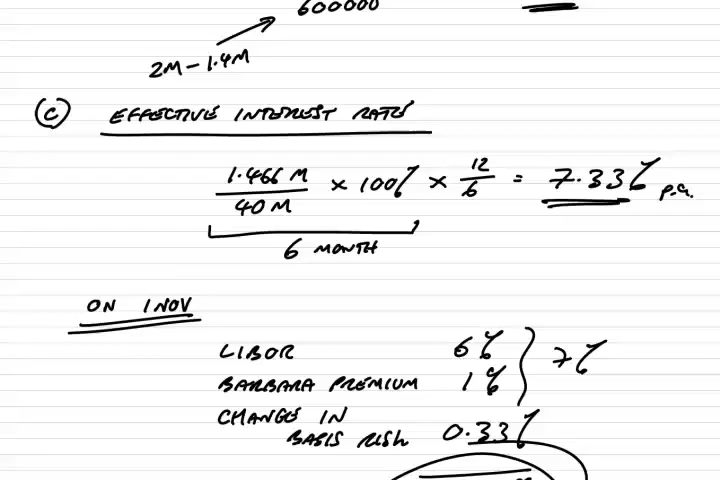 600000
2M - 1.4M
(c) EFFECTIVE INTEREST RATE
1.466 M / 40 M × 100% × 12/6 = 7.33% p.a.
6 MONTH
ON 1 NOV
LIBOR 6%
BARBARA PREMIUM 1% } 7%
CHANGE IN
BASIS RISK 0.33%